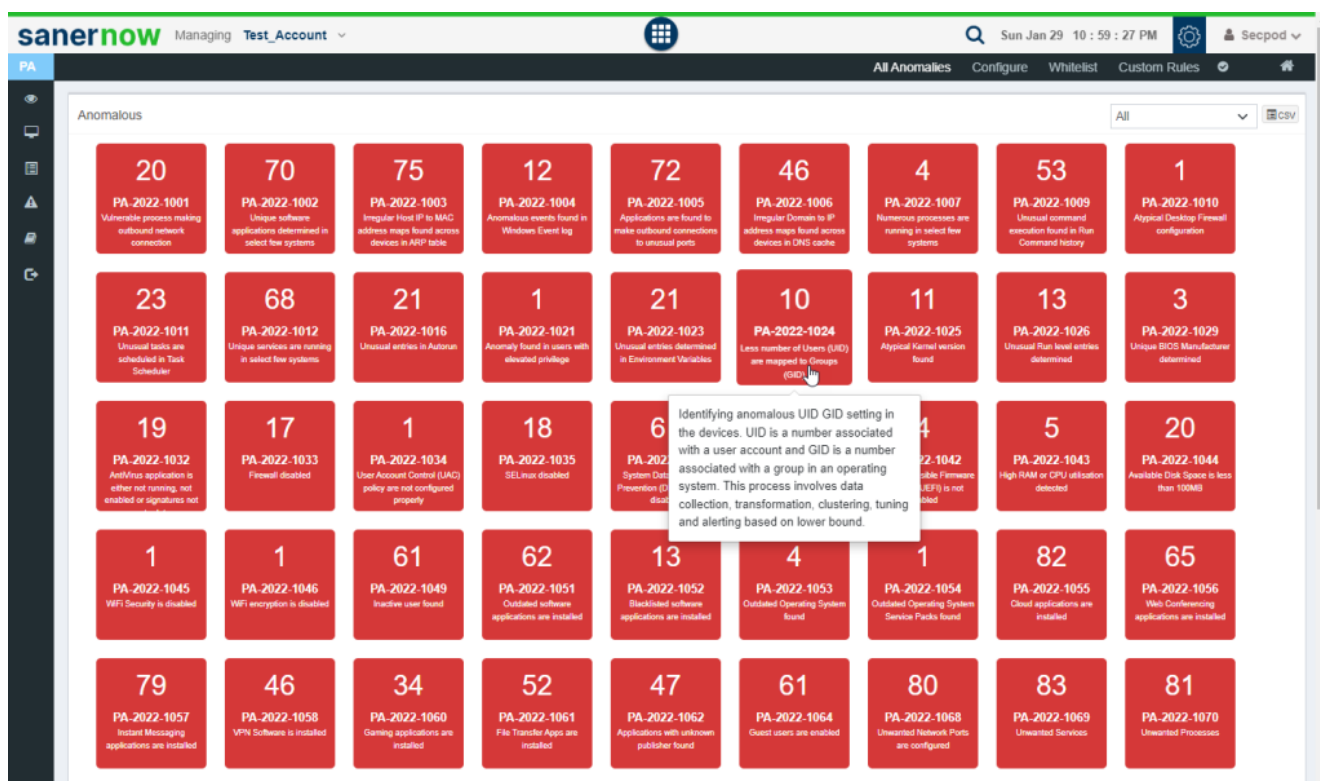 sanernow Managing Test_Account Sun Jan 29 10 : 59 : 27 PM Secpod
PA All Anomalies Configure Whitelist Custom Rules
Anomalous All CSV
20
PA-2022-1001
Vulnerable process making
outbound network
connection
70
PA-2022-1002
Unique software
applications determined in
select few systems
75
PA-2022-1003
Irregular Host IP to MAC
address maps found across
devices in ARP table
12
PA-2022-1004
Anomalous events found in
Windows Event log
72
PA-2022-1005
Applications are found to
make outbound connections
to unusual ports
46
PA-2022-1006
Irregular Domain to IP
address maps found across
devices in DNS cache
4
PA-2022-1007
Numerous processes are
running in select few
systems
53
PA-2022-1009
Unusual command
execution found in Run
Command history
1
PA-2022-1010
Atypical Desktop Firewall
configuration
23
PA-2022-1011
Unusual tasks are
scheduled in Task
Scheduler
68
PA-2022-1012
Unique services are running
in select few systems
21
PA-2022-1016
Unusual entries in Autorun
1
PA-2022-1021
Anomaly found in users with
elevated privilege
21
PA-2022-1023
Unusual entries determined
in Environment Variables
10
PA-2022-1024
Less number of Users (UID)
are mapped to Groups
(GID)
11
PA-2022-1025
Atypical Kernel version
found
13
PA-2022-1026
Unusual Run level entries
determined
3
PA-2022-1029
Unique BIOS Manufacturer
determined
Identifying anomalous UID GID setting in
the devices. UID is a number associated
with a user account and GID is a number
associated with a group in an operating
system. This process involves data
collection, transformation, clustering, tuning
and alerting based on lower bound.
19
PA-2022-1032
AntiVirus application is
either not running, not
enabled or signatures not
17
PA-2022-1033
Firewall disabled
1
PA-2022-1034
User Account Control (UAC)
policy are not configured
properly
18
PA-2022-1035
SELinux disabled
6
PA-202
System Dat
Prevention (D
disab
4
2-1042
sible Firmware
UEFI) is not
bled
5
PA-2022-1043
High RAM or CPU utilisation
detected
20
PA-2022-1044
Available Disk Space is less
than 100MB
1
PA-2022-1045
WiFi Security is disabled
1
PA-2022-1046
WiFi encryption is disabled
61
PA-2022-1049
Inactive user found
62
PA-2022-1051
Outdated software
applications are installed
13
PA-2022-1052
Blacklisted software
applications are installed
4
PA-2022-1053
Outdated Operating System
found
1
PA-2022-1054
Outdated Operating System
Service Packs found
82
PA-2022-1055
Cloud applications are
installed
65
PA-2022-1056
Web Conferencing
applications are installed
79
PA-2022-1057
Instant Messaging
applications are installed
46
PA-2022-1058
VPN Software is installed
34
PA-2022-1060
Gaming applications are
installed
52
PA-2022-1061
File Transfer Apps are
installed
47
PA-2022-1062
Applications with unknown
publisher found
61
PA-2022-1064
Guest users are enabled
80
PA-2022-1068
Unwanted Network Ports
are configured
83
PA-2022-1069
Unwanted Services
81
PA-2022-1070
Unwanted Processes